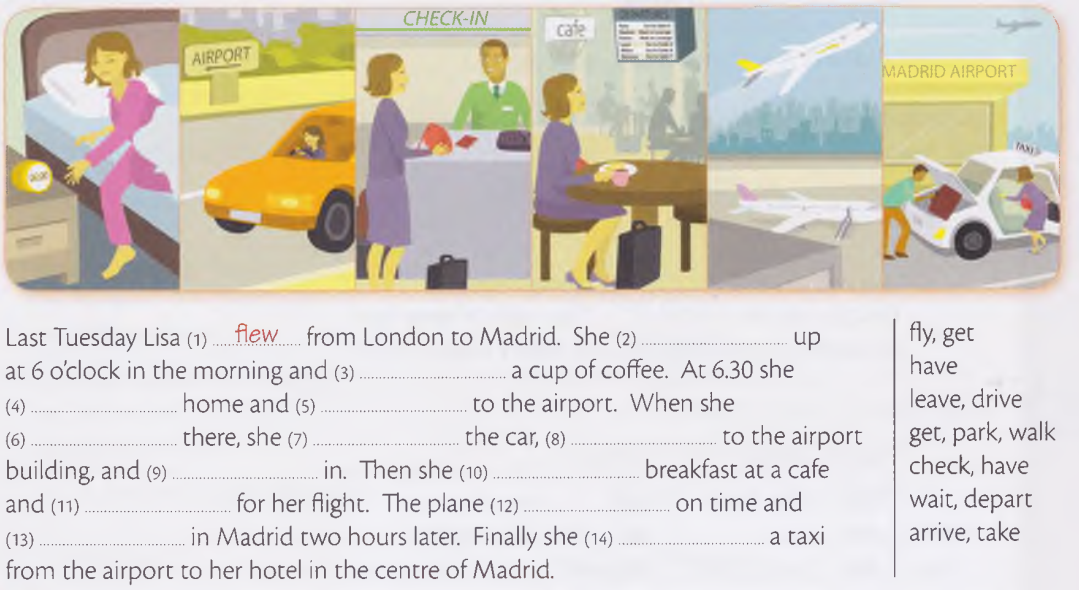 CHECK-IN
AIRPORT
cafe
DEPARTURES
MADRID AIRPORT
TAXI
Last Tuesday Lisa (1) flew from London to Madrid. She (2) ........ up
at 6 o'clock in the morning and (3) ........ a cup of coffee. At 6.30 she
(4) ........ home and (5) ........ to the airport. When she
(6) ........ there, she (7) ........ the car, (8) ........ to the airport
building, and (9) ........ in. Then she (10) ........ breakfast at a cafe
and (11) ........ for her flight. The plane (12) ........ on time and
(13) ........ in Madrid two hours later. Finally she (14) ........ a taxi
from the airport to her hotel in the centre of Madrid.
fly, get
have
leave, drive
get, park, walk
check, have
wait, depart
arrive, take